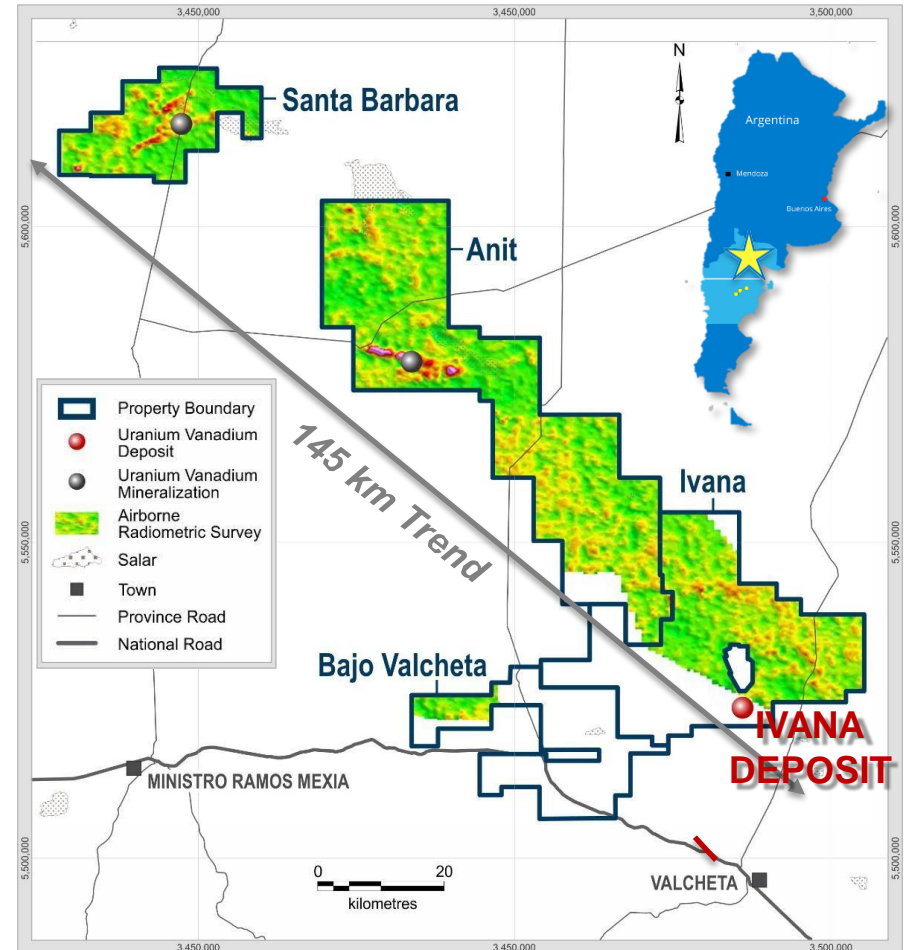 3,450,000
3,450,000
3,500,000
N
Santa Barbara
Argentina
Mendoza
Buenos Aires
5,600,000
5,600,000
Anit
145 km Trend
Property Boundary
Uranium Vanadium
Deposit
Uranium Vanadium
Mineralization
Airborne
Radiometric Survey
Salar
Town
Province Road
National Road
Ivana
5,550,000
5,550,000
Bajo Valcheta
IVANA
DEPOSIT
MINISTRO RAMOS MEXIA
5,500,000
5,500,000
0
20
kilometres
VALCHETA
3,450,000
3,450,000
3,500,000